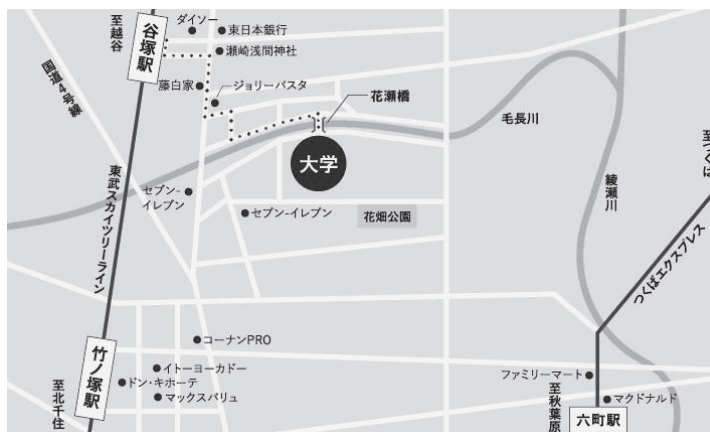 至越谷
谷塚駅
ダイソー
東日本銀行
瀬崎浅間神社
国道4号線
藤白家
ジョリーパスタ
花瀬橋
毛長川
至つくば
大学
綾瀬川
東武スカイツリーライン
セブン-
イレブン
セブン-イレブン
花畑公園
つくばエクスプレス
コーナンPRO
竹ノ塚駅
イトーヨーカドー
ドン・キホーテ
マックスバリュ
至北千住
ファミリーマート
至秋葉原
マクドナルド
六町駅